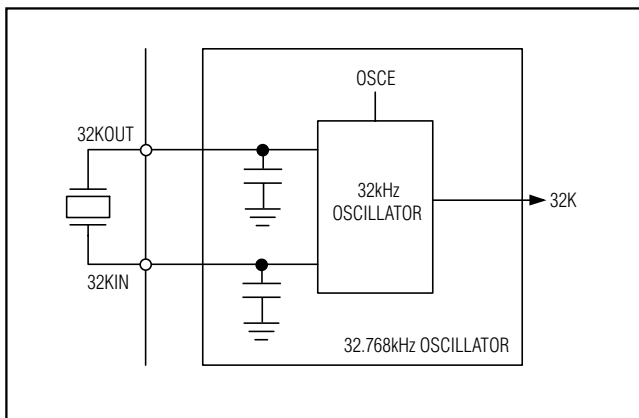 OSCE
32KOUT
32kHz
OSCILLATOR
32K
32KIN
32.768kHz OSCILLATOR